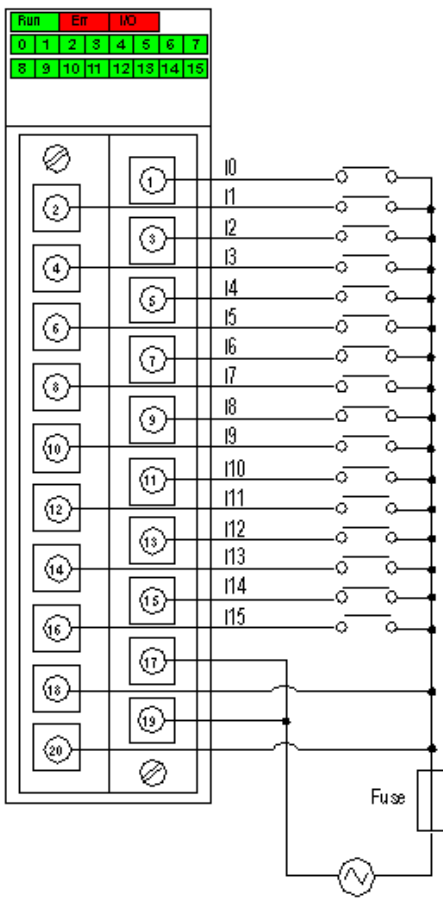 Run Err I/O
0 1 2 3 4 5 6 7
8 9 10 11 12 13 14 15
1 I0
2 I1
3 I2
4 I3
5 I4
6 I5
7 I6
8 I7
9 I8
10 I9
11 I10
12 I11
13 I12
14 I13
15 I14
16 I15
17
18
19
20
Fuse